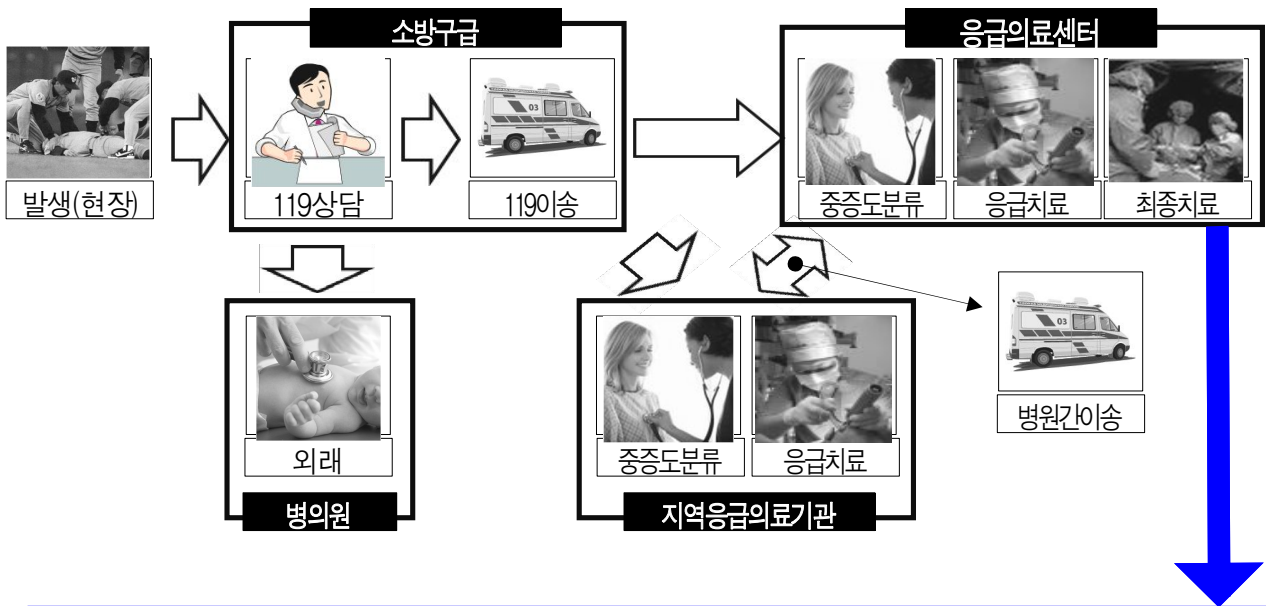 소방구급
응급의료센터
발생(현장)
119상담
119이송
중증도분류
응급치료
최종치료
03
03
병원간이송
외래
중증도분류
응급치료
병의원
지역응급의료기관